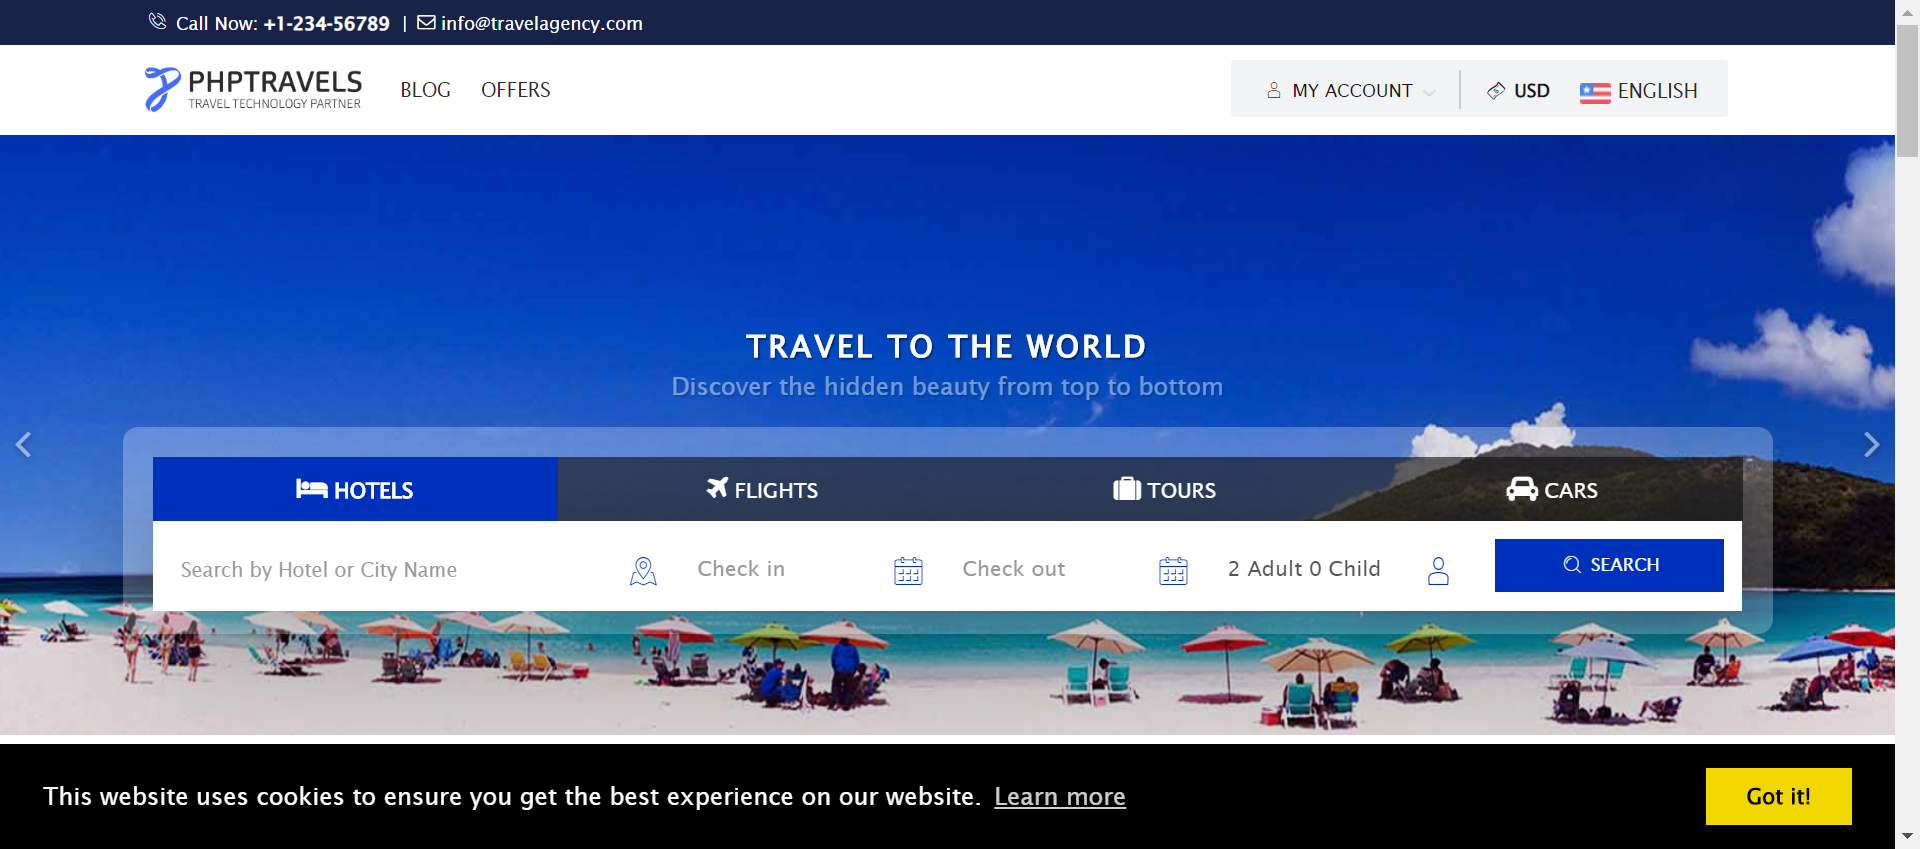 Call Now: +1-234-56789 | info@travelagency.com
PHPTRAVELS
TRAVEL TECHNOLOGY PARTNER
BLOG OFFERS
MY ACCOUNT USD ENGLISH
TRAVEL TO THE WORLD
Discover the hidden beauty from top to bottom
HOTELS FLIGHTS TOURS CARS
Search by Hotel or City Name Check in Check out 2 Adult 0 Child SEARCH
This website uses cookies to ensure you get the best experience on our website. Learn more Got it!